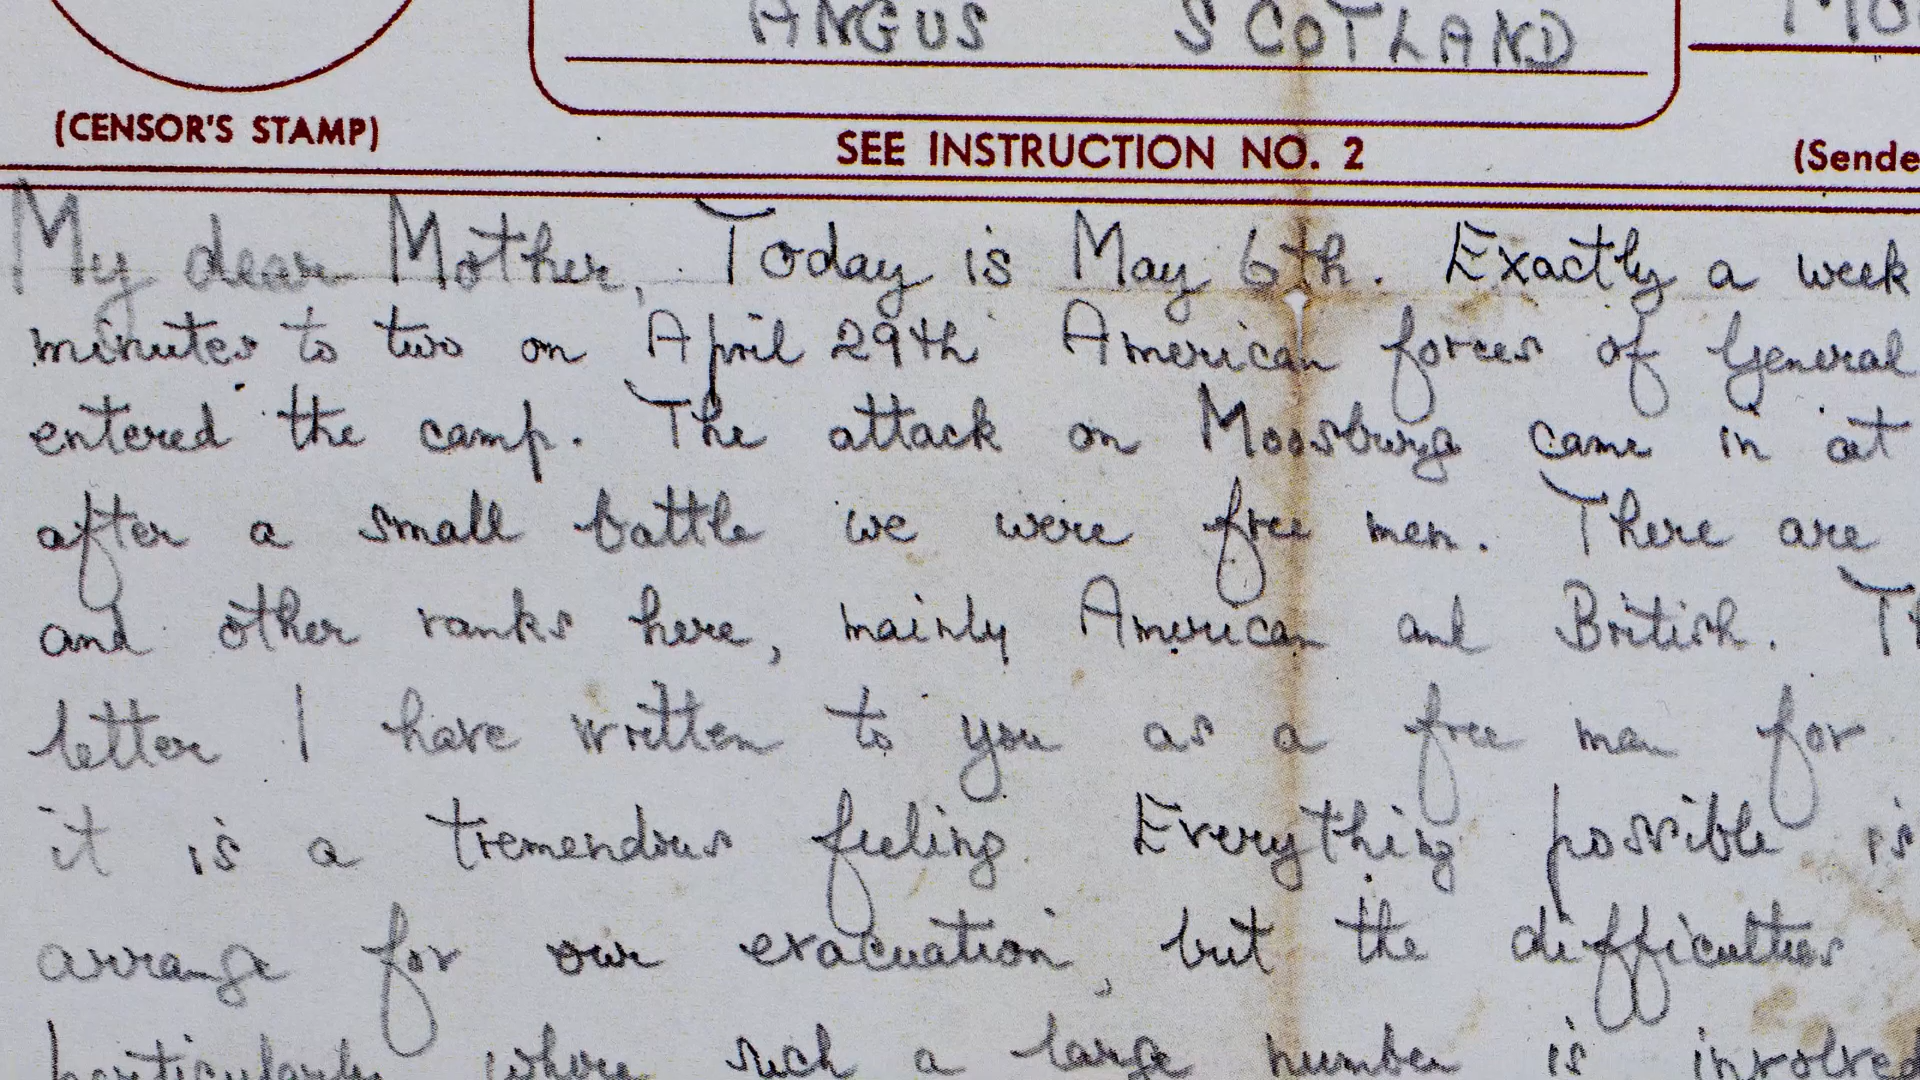 ANGUS SCOTLAND
(CENSOR'S STAMP)
SEE INSTRUCTION NO. 2
(Sende
My dear Mother, Today is May 6th. Exactly a week
minutes to two on April 29th American forces of General
entered the camp. The attack on Moosburg came in at
after a small battle we were free men. There are
and other ranks here, mainly American and British.
letter I have written to you as a free man for
it is a tremendous feeling. Everything possible is
arrange for our evacuation, but the difficulties
particularly where such a large number is involved